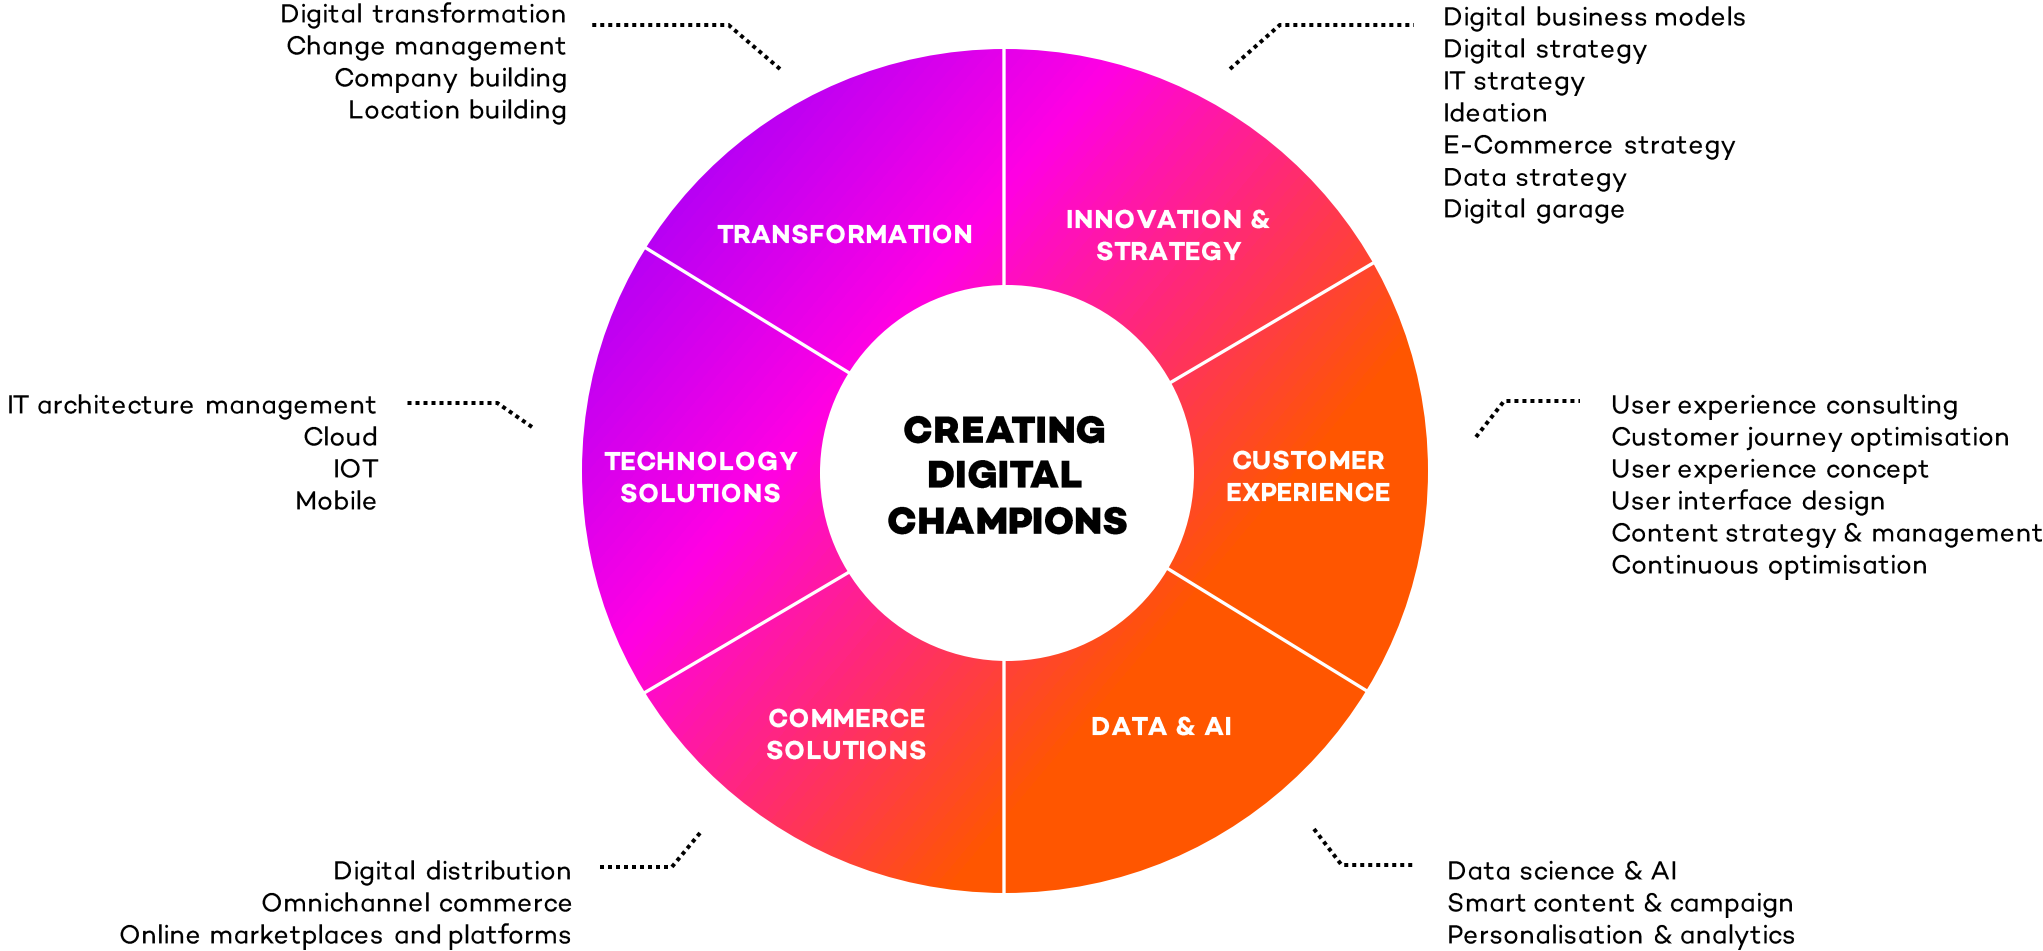 Digital transformation
Change management
Company building
Location building
Digital business models
Digital strategy
IT strategy
Ideation
E-Commerce strategy
Data strategy
Digital garage
TRANSFORMATION
INNOVATION &
STRATEGY
IT architecture management
Cloud
IOT
Mobile
TECHNOLOGY
SOLUTIONS
CREATING
DIGITAL
CHAMPIONS
CUSTOMER
EXPERIENCE
User experience consulting
Customer journey optimisation
User experience concept
User interface design
Content strategy & management
Continuous optimisation
COMMERCE
SOLUTIONS
DATA & AI
Digital distribution
Omnichannel commerce
Online marketplaces and platforms
Data science & AI
Smart content & campaign
Personalisation & analytics